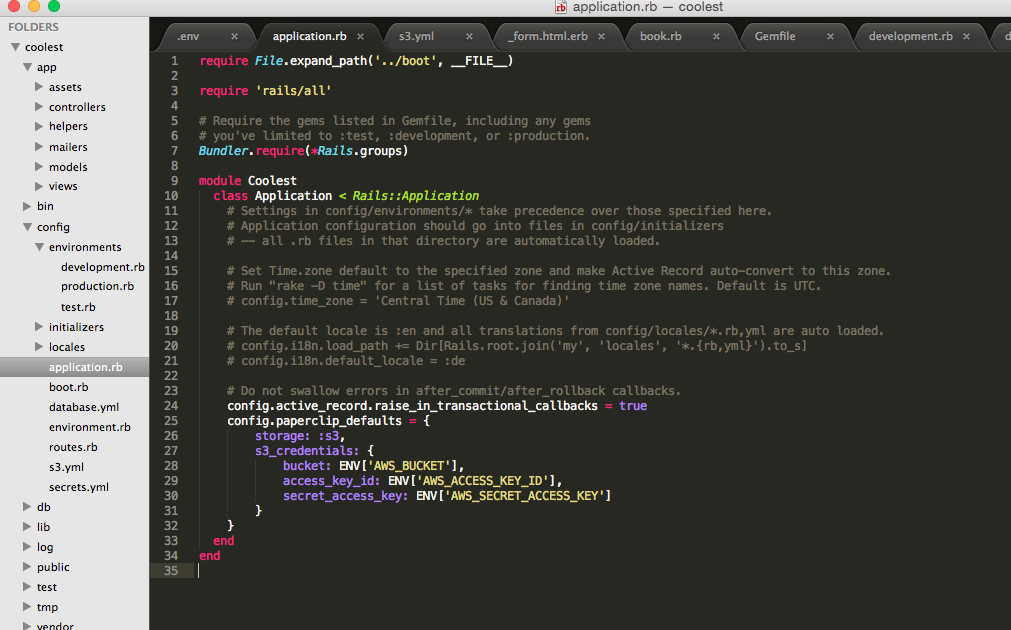 application.rb — coolest
FOLDERS
coolest
app
assets
controllers
helpers
mailers
models
views
bin
config
environments
development.rb
production.rb
test.rb
initializers
locales
application.rb
boot.rb
database.yml
environment.rb
routes.rb
s3.yml
secrets.yml
db
lib
log
public
test
tmp
vendor
.env × application.rb × s3.yml × _form.html.erb × book.rb × Gemfile × development.rb × d
1 require File.expand_path('../boot', __FILE__)
2
3 require 'rails/all'
4
5 # Require the gems listed in Gemfile, including any gems
6 # you've limited to :test, :development, or :production.
7 Bundler.require(*Rails.groups)
8
9 module Coolest
10 class Application < Rails::Application
11 # Settings in config/environments/* take precedence over those specified here.
12 # Application configuration should go into files in config/initializers
13 # -- all .rb files in that directory are automatically loaded.
14
15 # Set Time.zone default to the specified zone and make Active Record auto-convert to this zone.
16 # Run "rake -D time" for a list of tasks for finding time zone names. Default is UTC.
17 # config.time_zone = 'Central Time (US & Canada)'
18
19 # The default locale is :en and all translations from config/locales/*.rb,yml are auto loaded.
20 # config.i18n.load_path += Dir[Rails.root.join('my', 'locales', '*.{rb,yml}').to_s]
21 # config.i18n.default_locale = :de
22
23 # Do not swallow errors in after_commit/after_rollback callbacks.
24 config.active_record.raise_in_transactional_callbacks = true
25 config.paperclip_defaults = {
26 storage: :s3,
27 s3_credentials: {
28 bucket: ENV['AWS_BUCKET'],
29 access_key_id: ENV['AWS_ACCESS_KEY_ID'],
30 secret_access_key: ENV['AWS_SECRET_ACCESS_KEY']
31 }
32 }
33 end
34 end
35